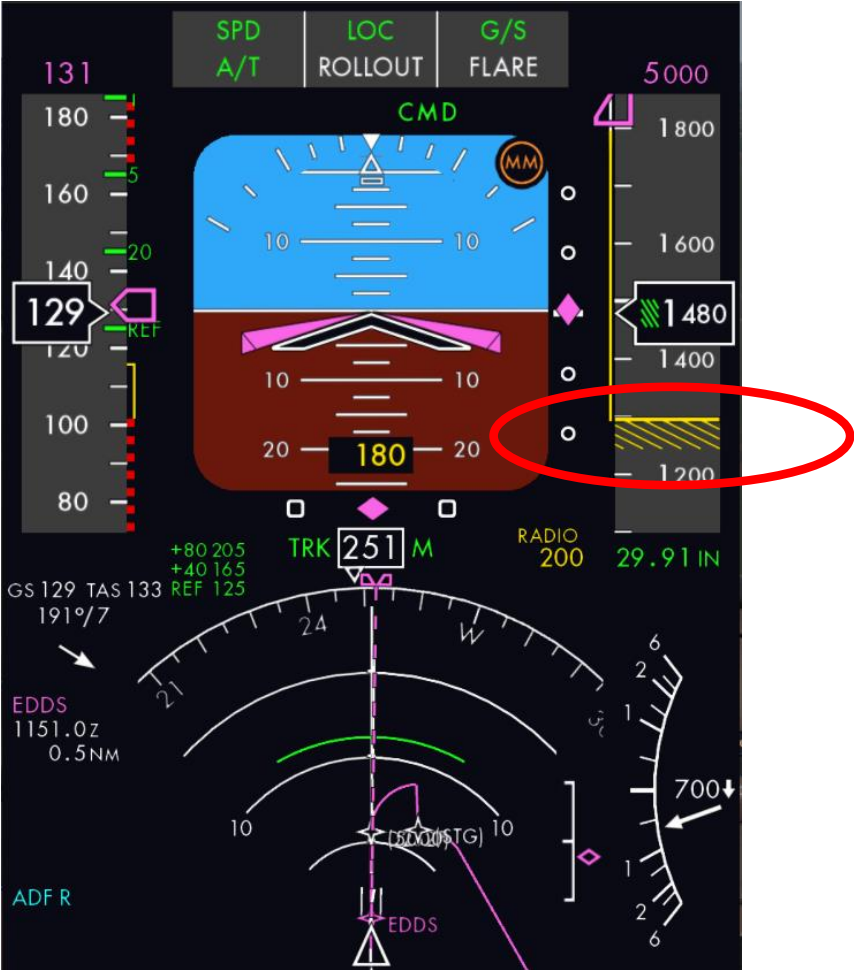 SPD LOC G/S
A/T ROLLOUT FLARE
131 5000
CMD
MM
180 1800
5
160
20
10 10 1600
140
129 1480
REF
120
1400
10 10
100
20 180 20
1200
80
RADIO
200
29.91 IN
+80 205
+40 165
REF 125
TRK 251 M
GS 129 TAS 133
191°/7
24 W
21
6
2
1
EDDS
1151.0Z
0.5NM
700
10 10
1
2
6
ADF R
EDDS